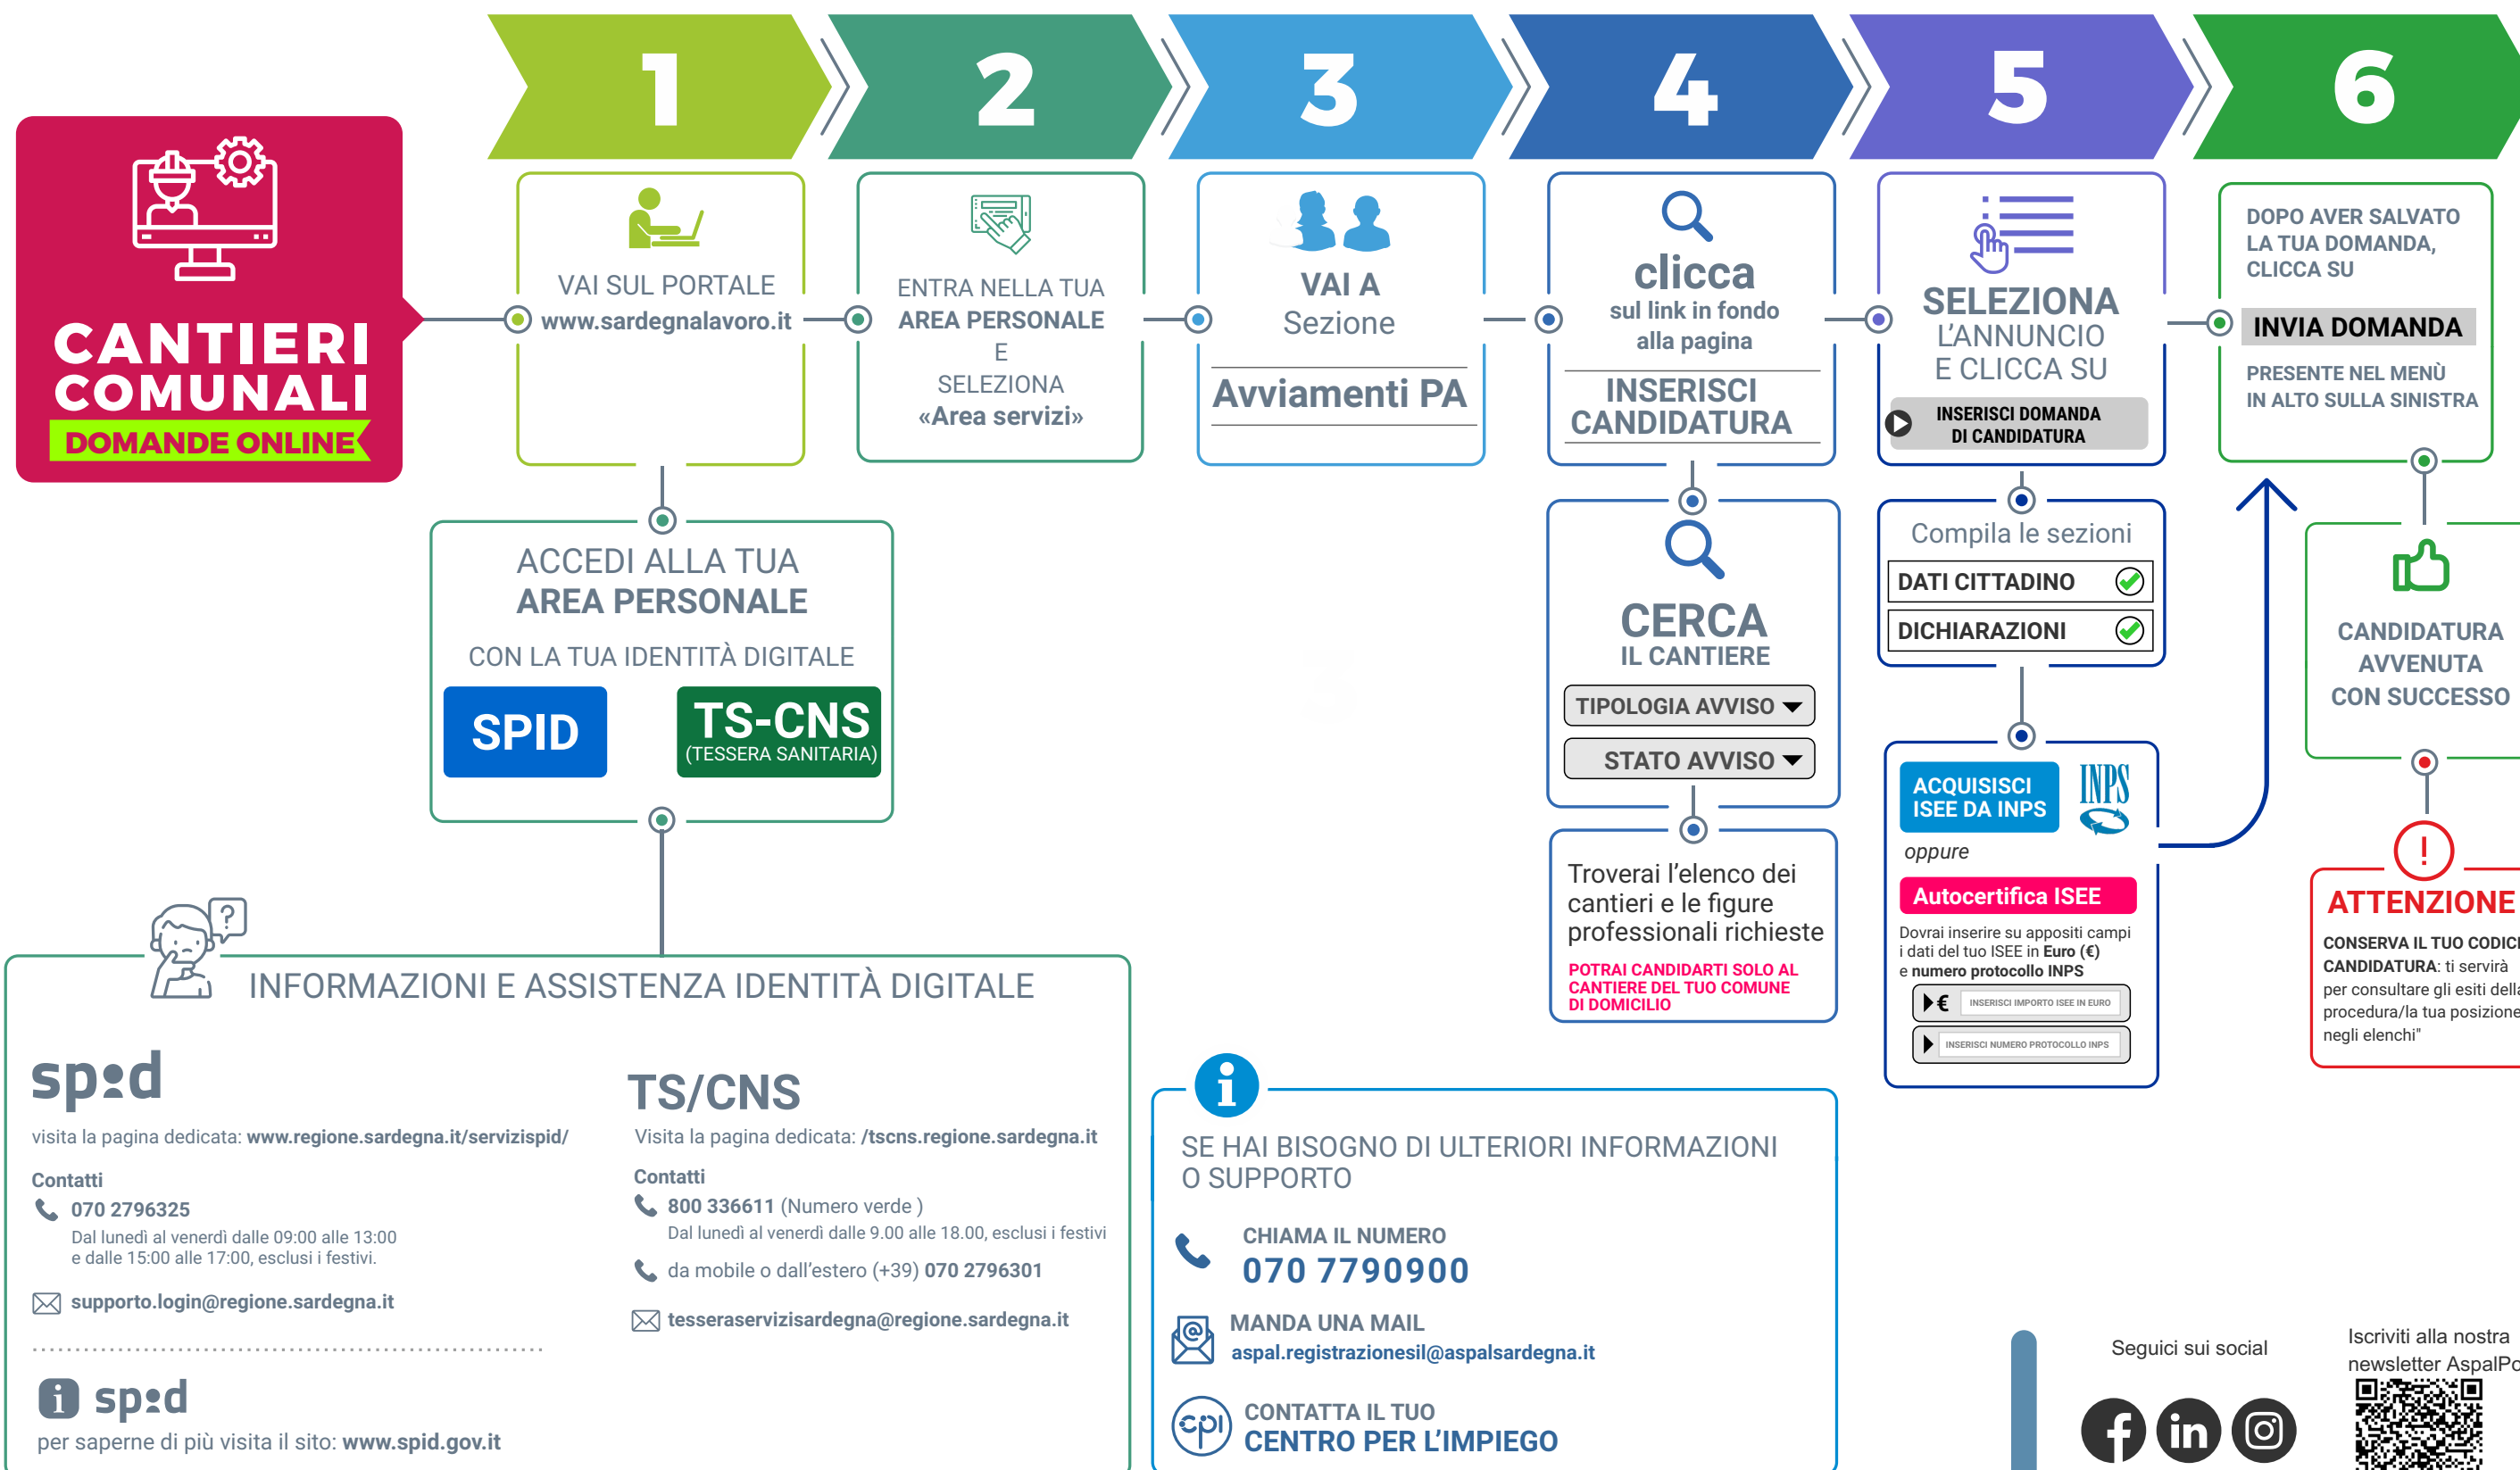 CANTIERI
COMUNALI
DOMANDE ONLINE
1
VAI SUL PORTALE
www.sardegnalavoro.it
ACCEDI ALLA TUA
AREA PERSONALE
CON LA TUA IDENTITÀ DIGITALE
SPID
TS-CNS
(TESSERA SANITARIA)
2
ENTRA NELLA TUA
AREA PERSONALE
E
SELEZIONA
«Area servizi»
3
VAI A
Sezione
Avviamenti PA
4
clicca
sul link in fondo
alla pagina
INSERISCI
CANDIDATURA
CERCA
IL CANTIERE
TIPOLOGIA AVVISO
STATO AVVISO
Troverai l'elenco dei
cantieri e le figure
professionali richieste
POTRAI CANDIDARTI SOLO AL
CANTIERE DEL TUO COMUNE
DI DOMICILIO
5
SELEZIONA
L'ANNUNCIO
E CLICCA SU
INSERISCI DOMANDA
DI CANDIDATURA
Compila le sezioni
DATI CITTADINO
DICHIARAZIONI
ACQUISISCI
ISEE DA INPS
INPS
oppure
Autocertifica ISEE
Dovrai inserire su appositi campi
i dati del tuo ISEE in Euro (€)
e numero protocollo INPS
€ INSERISCI IMPORTO ISEE IN EURO
INSERISCI NUMERO PROTOCOLLO INPS
6
DOPO AVER SALVATO
LA TUA DOMANDA,
CLICCA SU
INVIA DOMANDA
PRESENTE NEL MENÙ
IN ALTO SULLA SINISTRA
CANDIDATURA
AVVENUTA
CON SUCCESSO
!
ATTENZIONE
CONSERVA IL TUO CODIC
CANDIDATURA: ti servirà
per consultare gli esiti dell
procedura/la tua posizione
negli elenchi"
?
INFORMAZIONI E ASSISTENZA IDENTITÀ DIGITALE
spid
visita la pagina dedicata: www.regione.sardegna.it/servizispid/
Contatti
070 2796325
Dal lunedì al venerdì dalle 09:00 alle 13:00
e dalle 15:00 alle 17:00, esclusi i festivi.
supporto.login@regione.sardegna.it
i spid
per saperne di più visita il sito: www.spid.gov.it
TS/CNS
Visita la pagina dedicata: /tscns.regione.sardegna.it
Contatti
800 336611 (Numero verde )
Dal lunedì al venerdì dalle 9.00 alle 18.00, esclusi i festivi
da mobile o dall'estero (+39) 070 2796301
tesseraservizisardegna@regione.sardegna.it
i
SE HAI BISOGNO DI ULTERIORI INFORMAZIONI
O SUPPORTO
CHIAMA IL NUMERO
070 7790900
@ MANDA UNA MAIL
aspal.registrazionesil@aspalsardegna.it
cpi CONTATTA IL TUO
CENTRO PER L'IMPIEGO
Seguici sui social
f in
Iscriviti alla nostra
newsletter AspalPo